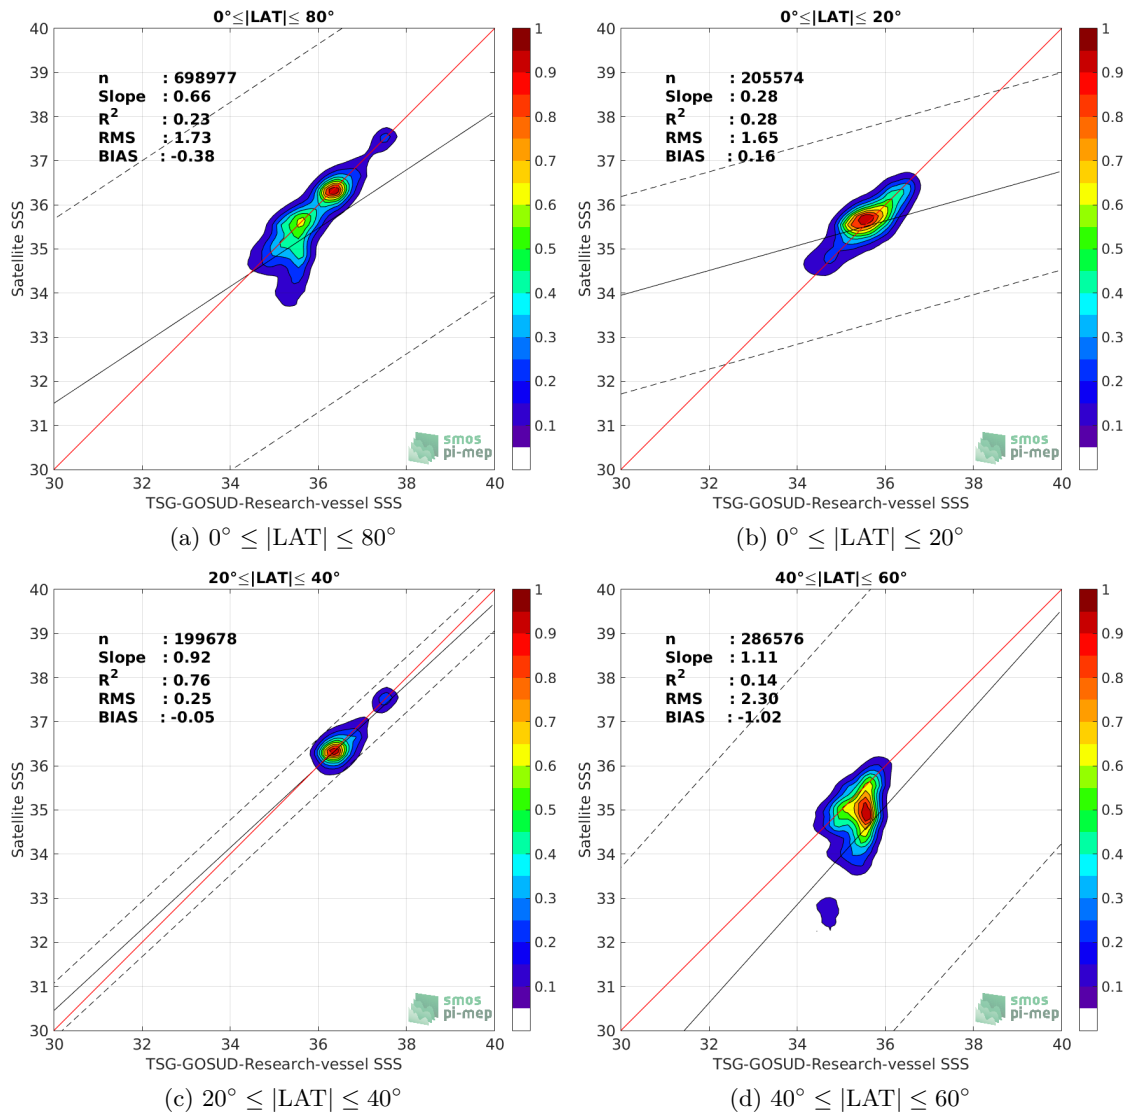 0°≤|LAT|≤ 80°
n : 698977
Slope : 0.66
R2 : 0.23
RMS : 1.73
BIAS : -0.38
Satellite SSS
40
39
38
37
36
35
34
33
32
31
30
30 32 34 36 38 40
TSG-GOSUD-Research-vessel SSS
1
0.9
0.8
0.7
0.6
0.5
0.4
0.3
0.2
0.1
smos
pi-mep
(a) 0° ≤ |LAT| ≤ 80°
0°≤|LAT|≤ 20°
n : 205574
Slope : 0.28
R2 : 0.28
RMS : 1.65
BIAS : 0.16
Satellite SSS
40
39
38
37
36
35
34
33
32
31
30
30 32 34 36 38 40
TSG-GOSUD-Research-vessel SSS
1
0.9
0.8
0.7
0.6
0.5
0.4
0.3
0.2
0.1
smos
pi-mep
(b) 0° ≤ |LAT| ≤ 20°
20°≤|LAT|≤ 40°
n : 199678
Slope : 0.92
R2 : 0.76
RMS : 0.25
BIAS : -0.05
Satellite SSS
40
39
38
37
36
35
34
33
32
31
30
30 32 34 36 38 40
TSG-GOSUD-Research-vessel SSS
1
0.9
0.8
0.7
0.6
0.5
0.4
0.3
0.2
0.1
smos
pi-mep
(c) 20° ≤ |LAT| ≤ 40°
40°≤|LAT|≤ 60°
n : 286576
Slope : 1.11
R2 : 0.14
RMS : 2.30
BIAS : -1.02
Satellite SSS
40
39
38
37
36
35
34
33
32
31
30
30 32 34 36 38 40
TSG-GOSUD-Research-vessel SSS
1
0.9
0.8
0.7
0.6
0.5
0.4
0.3
0.2
0.1
smos
pi-mep
(d) 40° ≤ |LAT| ≤ 60°